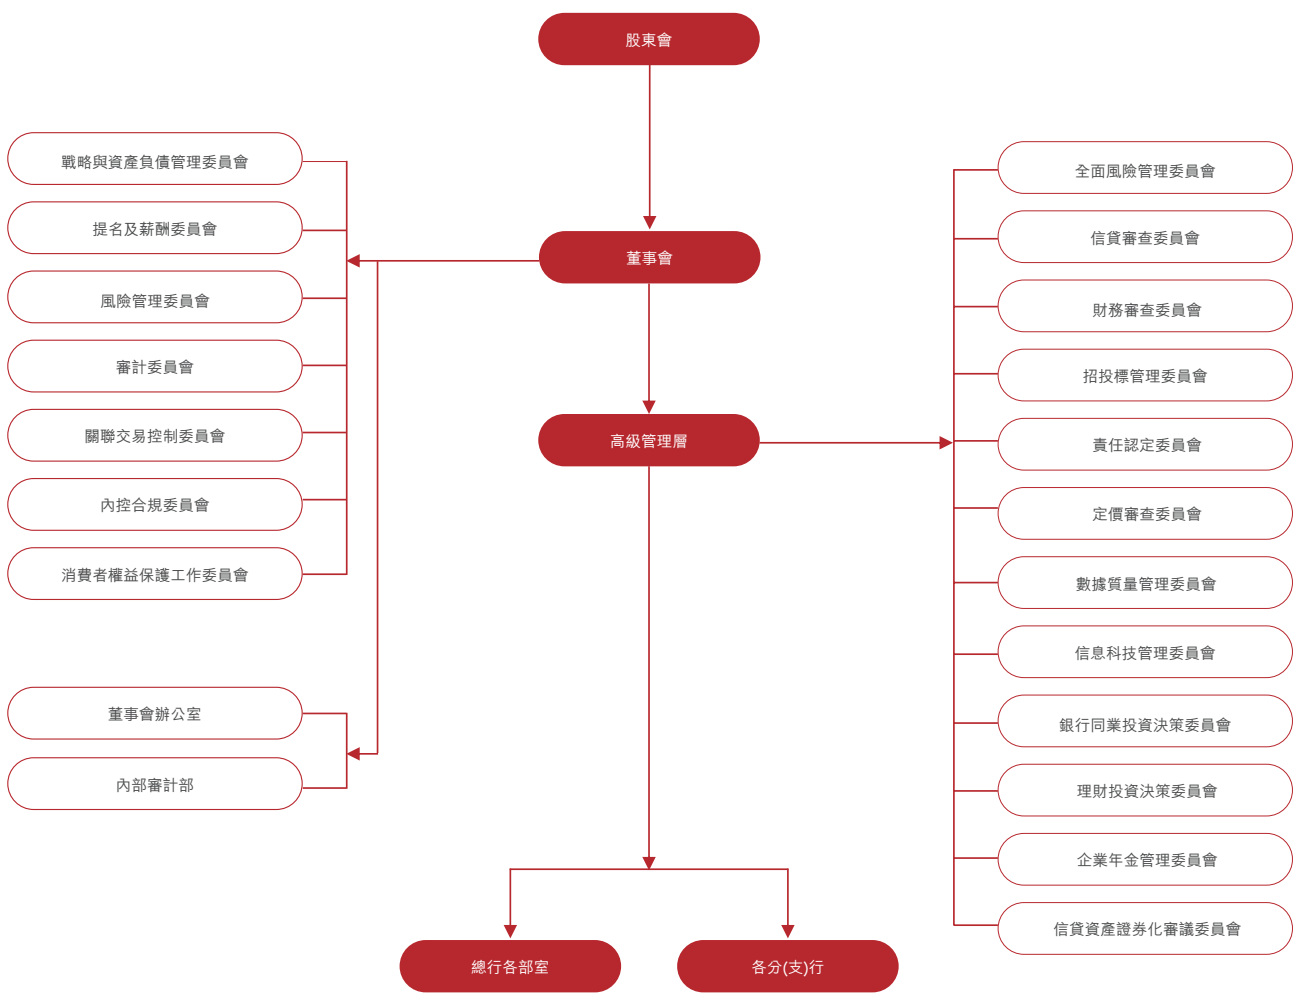 股東會
董事會
高級管理層
戰略與資產負債管理委員會
提名及薪酬委員會
風險管理委員會
審計委員會
關聯交易控制委員會
內控合規委員會
消費者權益保護工作委員會
董事會辦公室
內部審計部
全面風險管理委員會
信貸審查委員會
財務審查委員會
招投標管理委員會
責任認定委員會
定價審查委員會
數據質量管理委員會
信息科技管理委員會
銀行同業投資決策委員會
理財投資決策委員會
企業年金管理委員會
信貸資產證券化審議委員會
總行各部室
各分(支)行